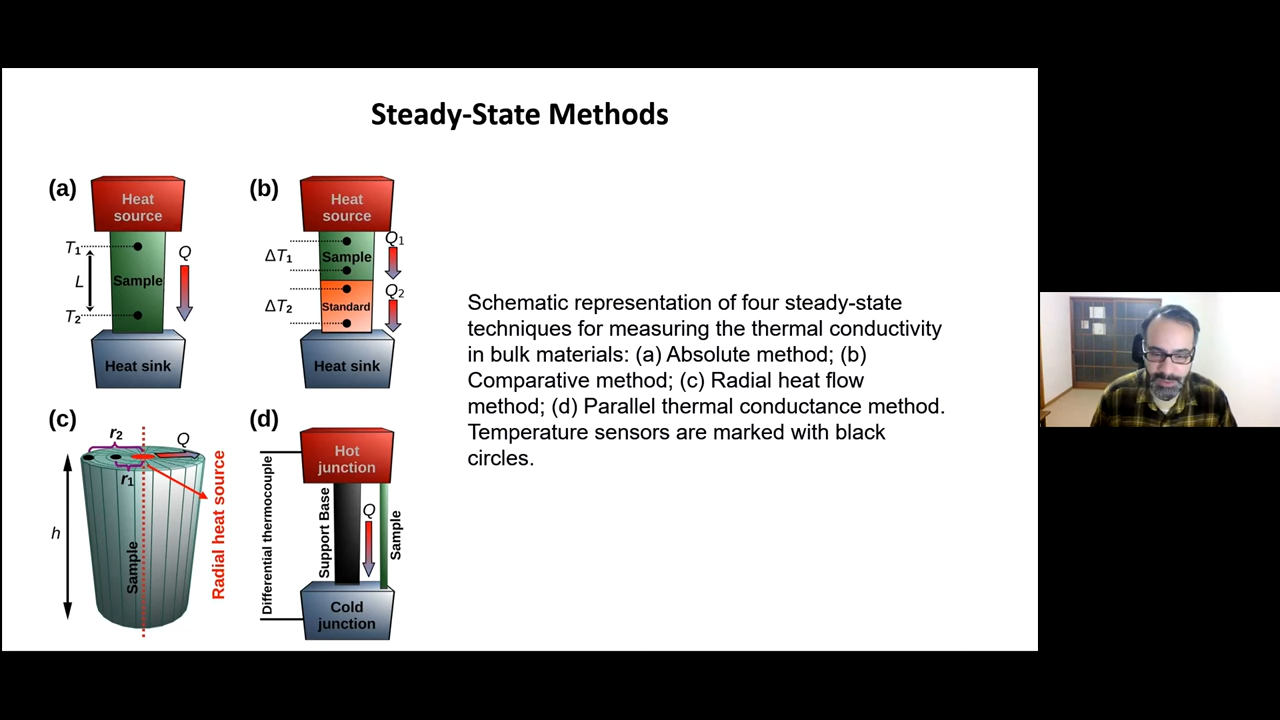 Steady-State Methods
(a)
Heat
source
T1
L
T2
Sample
Q
Heat sink
(b)
Heat
source
ΔT1
Sample
Q1
ΔT2
Standard
Q2
Heat sink
(c)
r2
Q
r1
h
Sample
Radial heat source
(d)
Hot
junction
Differential thermocouple
Support Base
Q
Sample
Cold
junction
Schematic representation of four steady-state
techniques for measuring the thermal conductivity
in bulk materials: (a) Absolute method; (b)
Comparative method; (c) Radial heat flow
method; (d) Parallel thermal conductance method.
Temperature sensors are marked with black
circles.